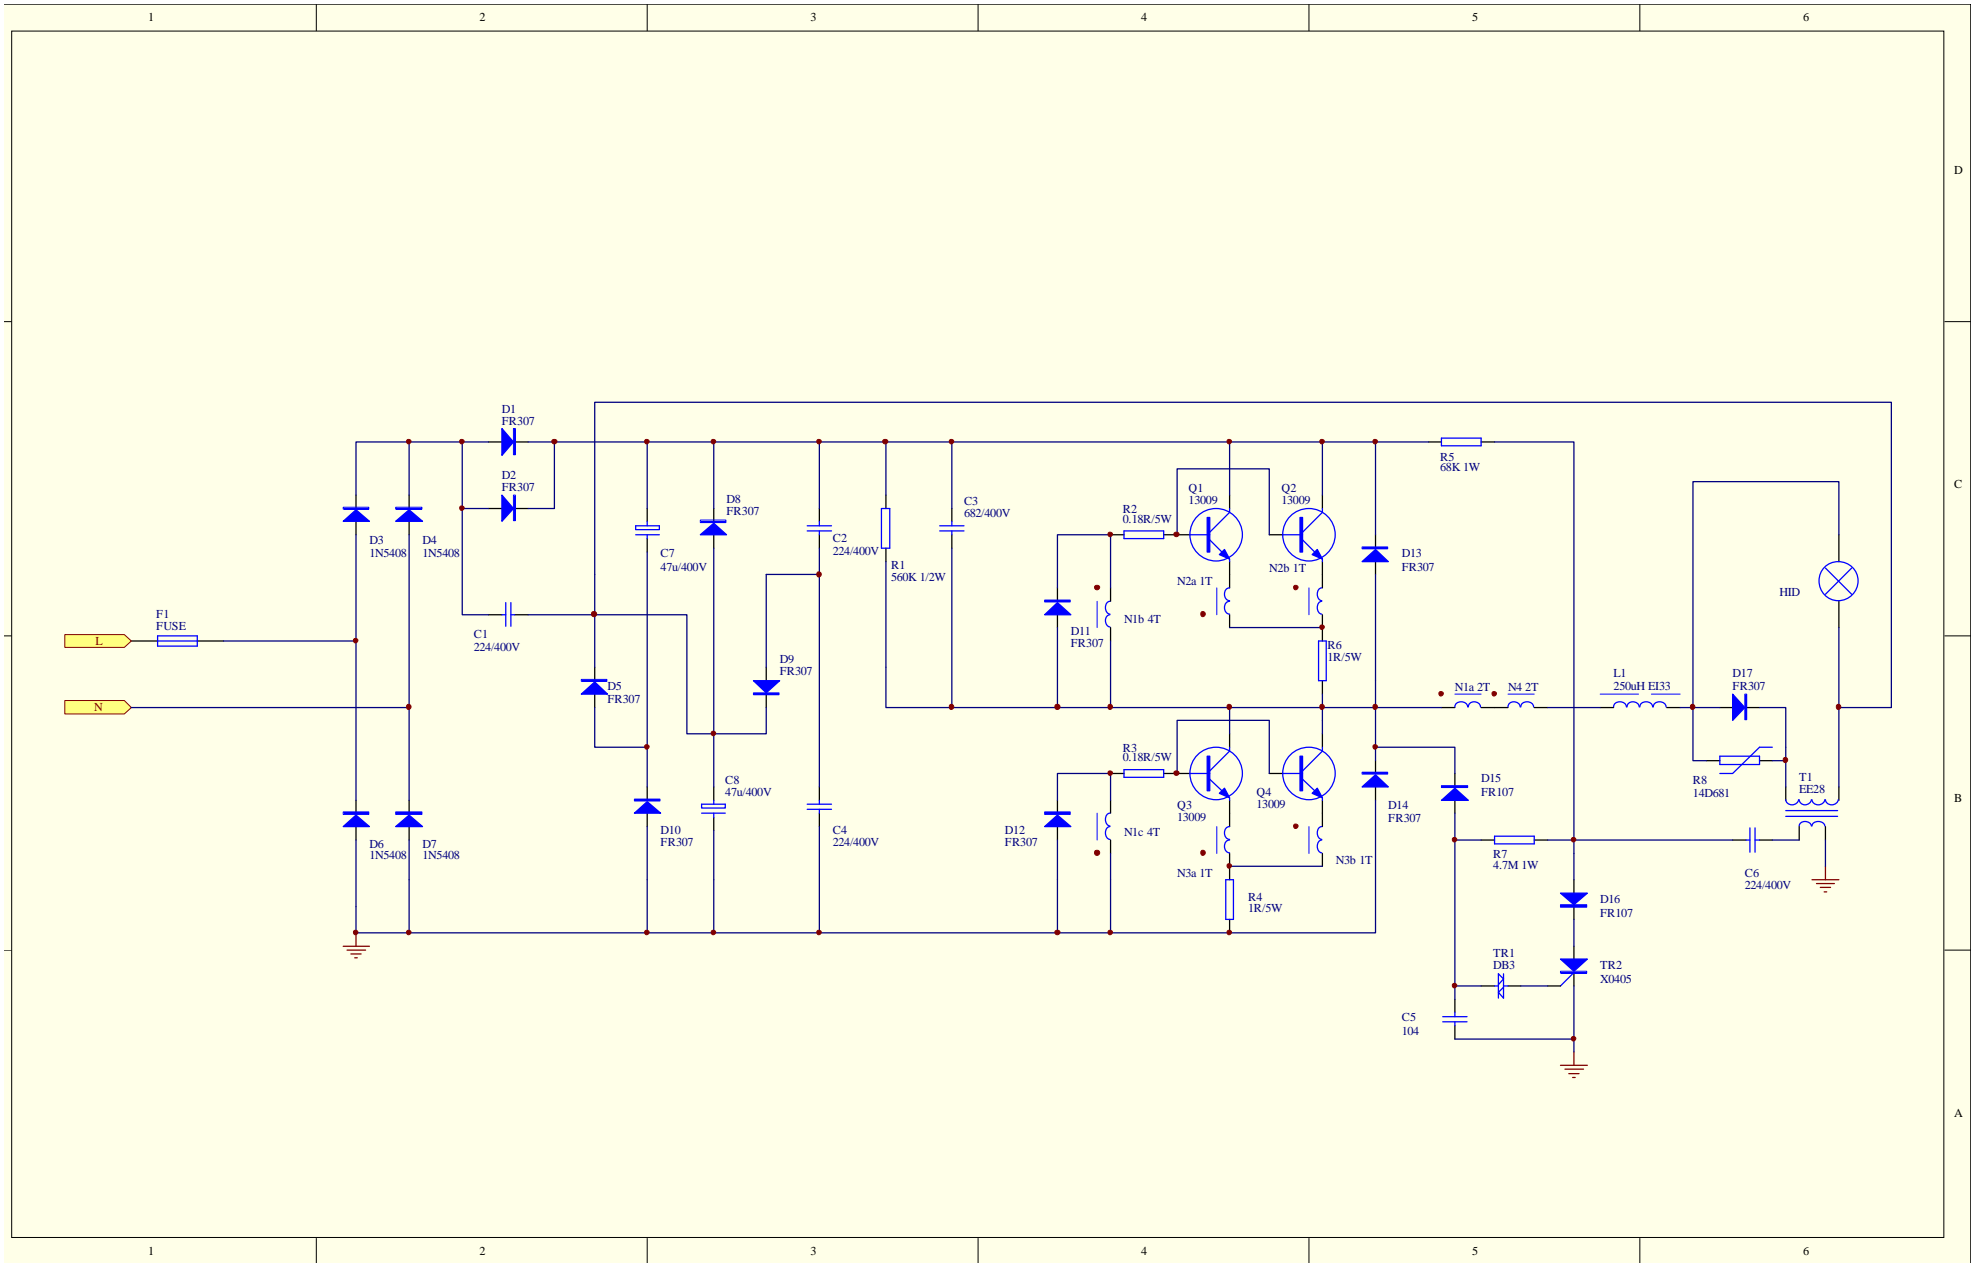 1 2 3 4 5 6
D
D1
FR307
D2
FR307
D3
1N5408
D4
1N5408
C7
47u/400V
D8
FR307
C2
224/400V
R1
560K 1/2W
C3
682/400V
R2
0.18R/5W
Q1
13009
Q2
13009
N2a 1T
N2b 1T
D13
FR307
R5
68K 1W
C
HID
F1
FUSE
L
N
C1
224/400V
D5
FR307
D9
FR307
D11
FR307
N1b 4T
R6
1R/5W
N1a 2T
N4 2T
L1
250uH EI33
D17
FR307
R8
14D681
T1
EE28
B
D6
1N5408
D7
1N5408
D10
FR307
C8
47u/400V
C4
224/400V
D12
FR307
R3
0.18R/5W
N1c 4T
Q3
13009
Q4
13009
N3a 1T
N3b 1T
R4
1R/5W
D14
FR307
D15
FR107
R7
4.7M 1W
C6
224/400V
D16
FR107
TR1
DB3
TR2
X0405
C5
104
A
1 2 3 4 5 6